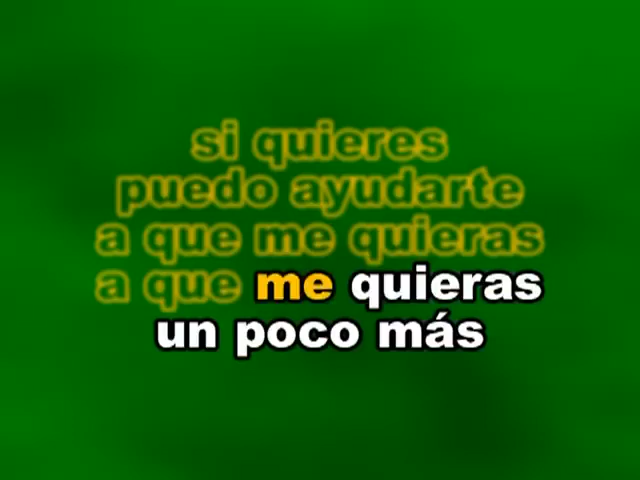 si quieres
puedo ayudarte
a que me quieras
a que me quieras
un poco más